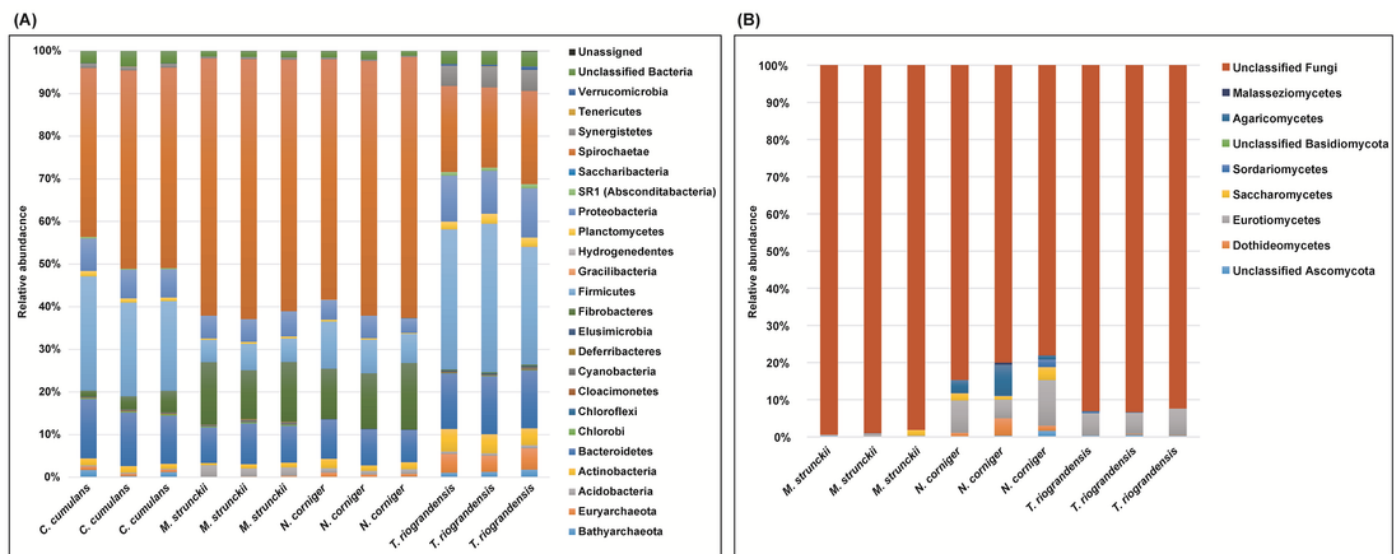 (A)
Relative abundacnce
100%
90%
80%
70%
60%
50%
40%
30%
20%
10%
0%
C. cumulans
C. cumulans
C. cumulans
M. strunckii
M. strunckii
M. strunckii
N. corniger
N. corniger
N. corniger
T. riograndensis
T. riograndensis
T. riograndensis
Unassigned
Unclassified Bacteria
Verrucomicrobia
Tenericutes
Synergistetes
Spirochaetae
Saccharibacteria
SR1 (Absconditabacteria)
Proteobacteria
Planctomycetes
Hydrogenedentes
Gracilibacteria
Firmicutes
Fibrobacteres
Elusimicrobia
Deferribacteres
Cyanobacteria
Cloacimonetes
Chloroflexi
Chlorobi
Bacteroidetes
Actinobacteria
Acidobacteria
Euryarchaeota
Bathyarchaeota
(B)
Relative abundance
100%
90%
80%
70%
60%
50%
40%
30%
20%
10%
0%
M. strunckii
M. strunckii
M. strunckii
N. corniger
N. corniger
N. corniger
T. riograndensis
T. riograndensis
T. riograndensis
Unclassified Fungi
Malasseziomycetes
Agaricomycetes
Unclassified Basidiomycota
Sordariomycetes
Saccharomycetes
Eurotiomycetes
Dothideomycetes
Unclassified Ascomycota